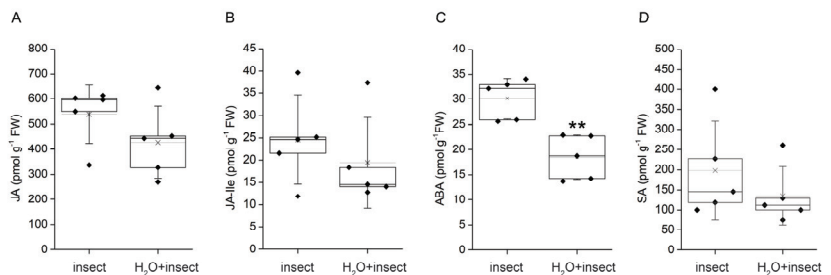 A
JA (pmol g⁻¹ FW)
800
700
600
500
400
300
200
100
0
insect
H₂O+insect
B
JA-Ile (pmol g⁻¹ FW)
45
40
35
30
25
20
15
10
5
0
insect
H₂O+insect
C
ABA (pmol g⁻¹FW)
40
35
30
25
20
15
10
5
0
**
insect
H₂O+insect
D
SA (pmol g⁻¹ FW)
500
450
400
350
300
250
200
150
100
50
0
insect
H₂O+insect